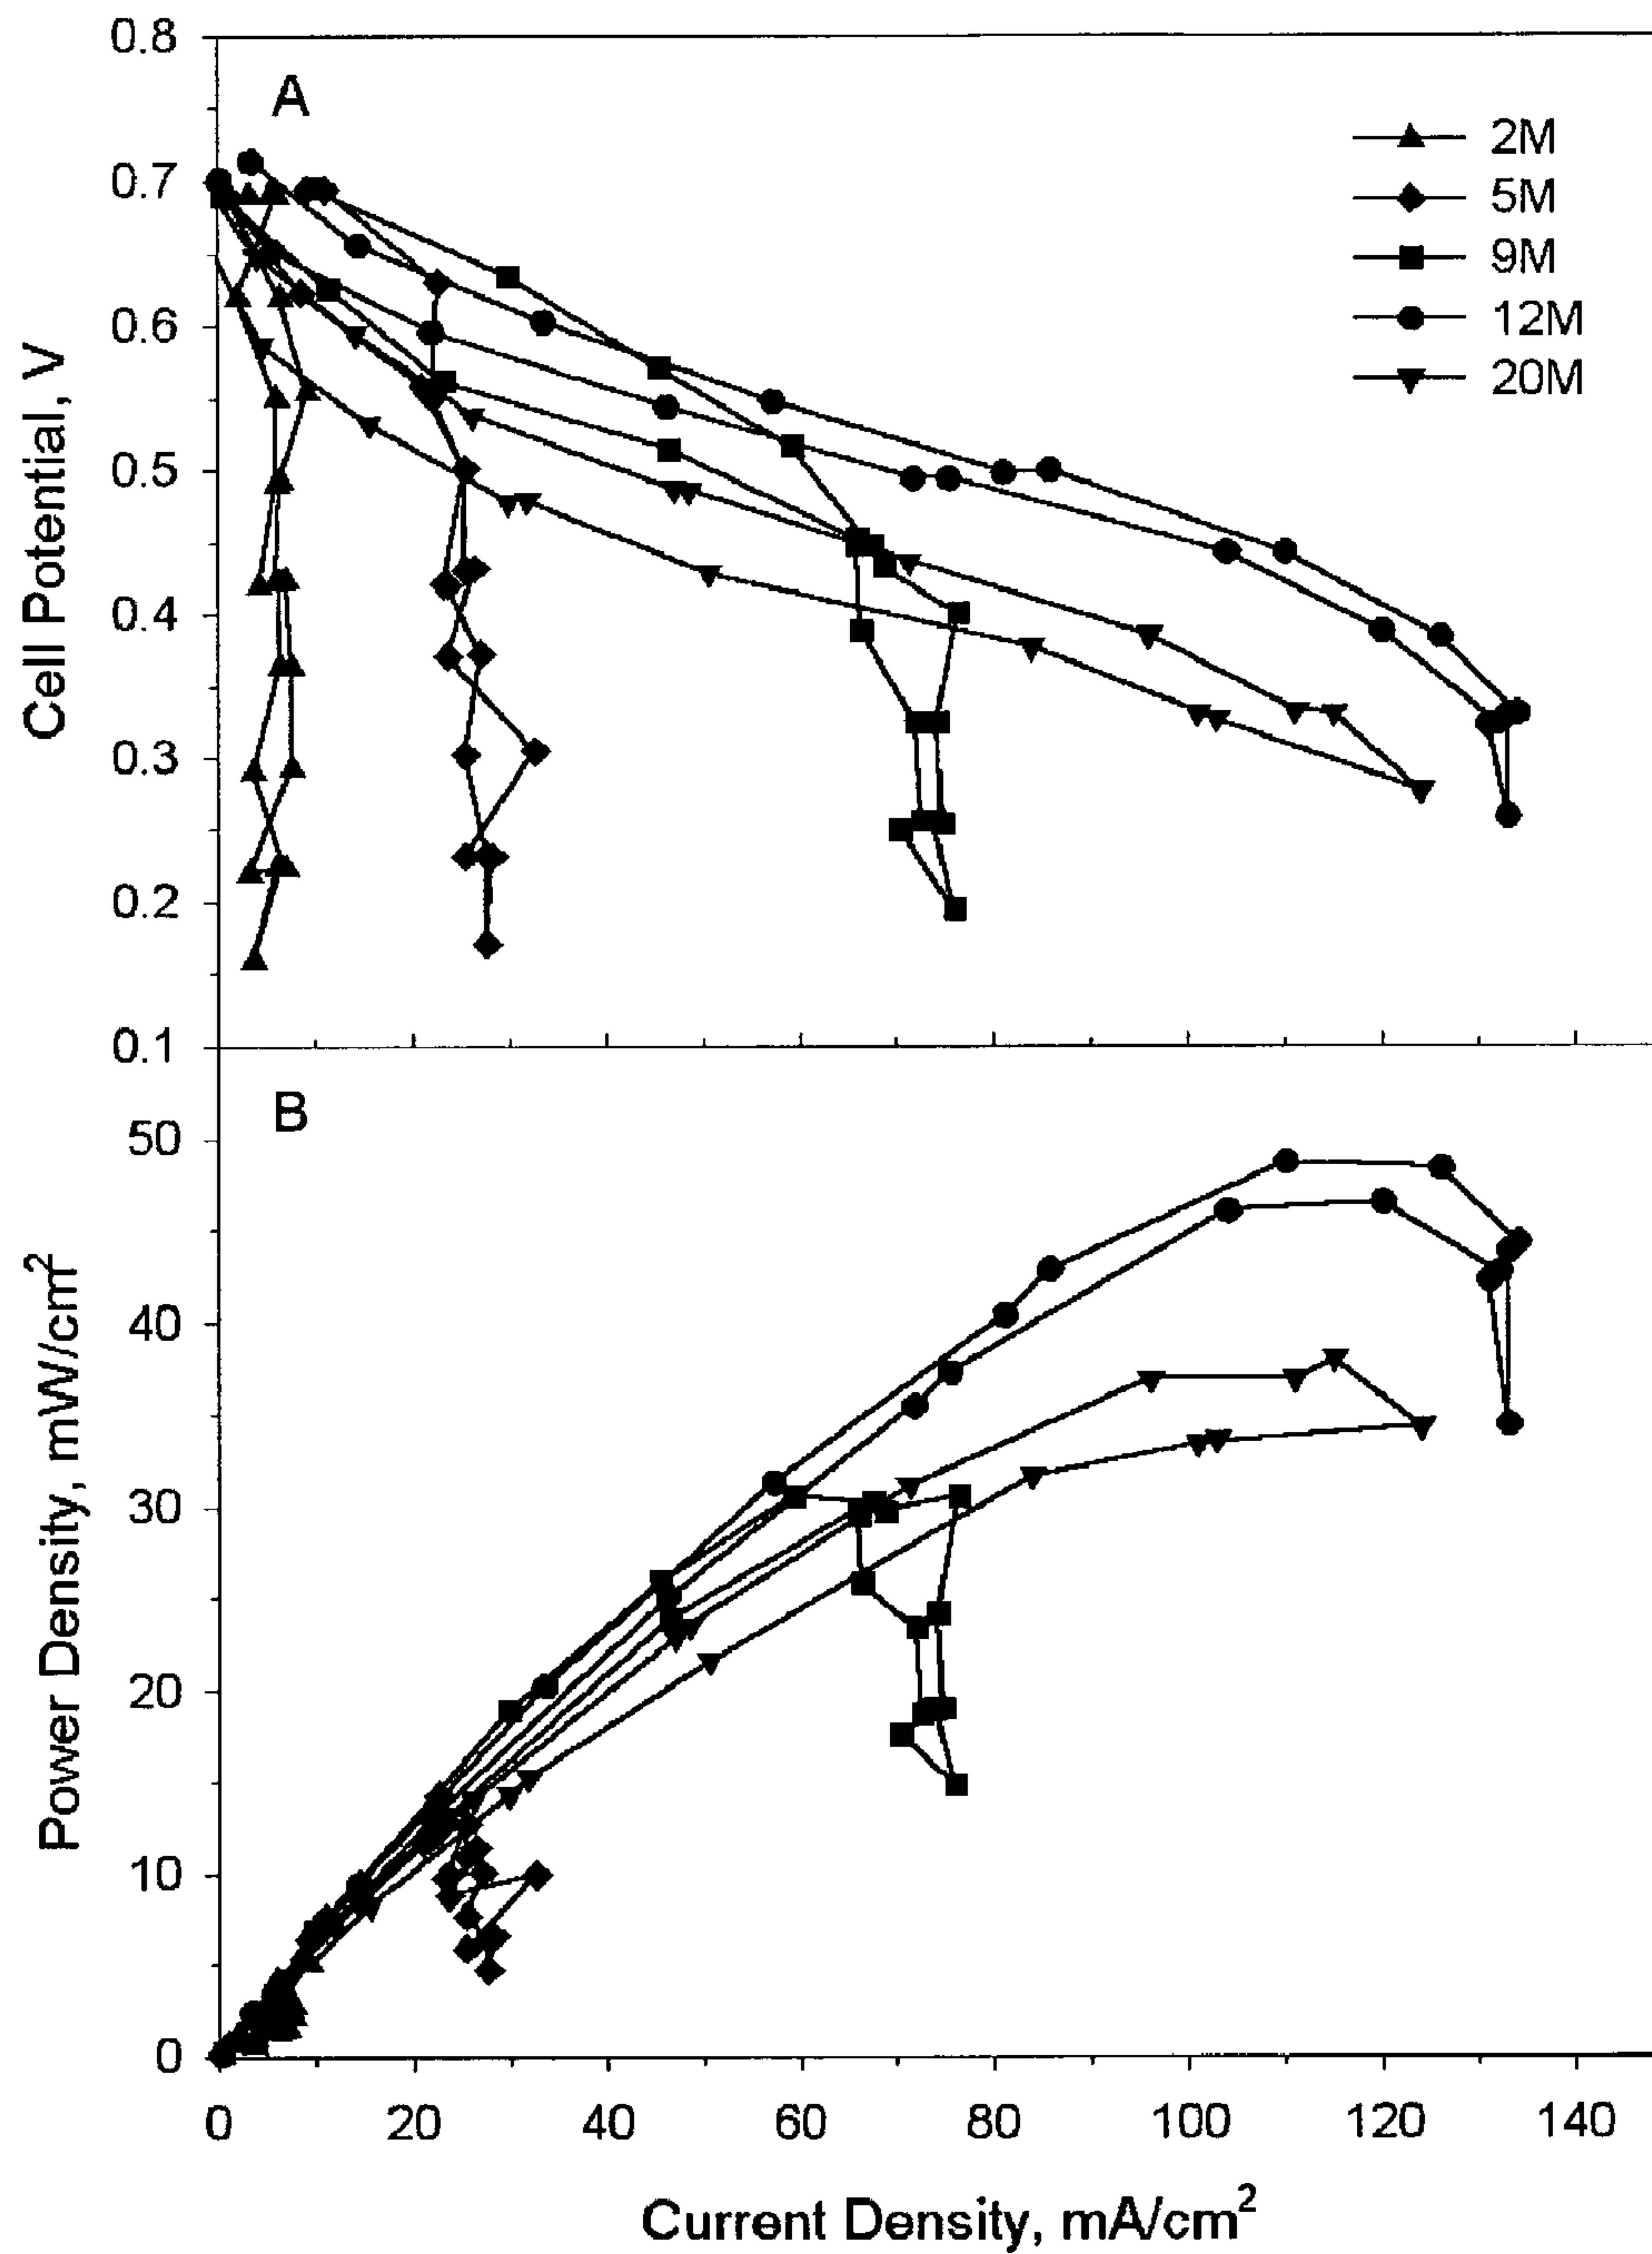 0.8
A
0.7
0.6
0.5
0.4
0.3
0.2
0.1
Cell Potential, V
2M
5M
9M
12M
20M
B
50
40
30
20
10
0
Power Density, mW/cm²
0 20 40 60 80 100 120 140
Current Density, mA/cm²